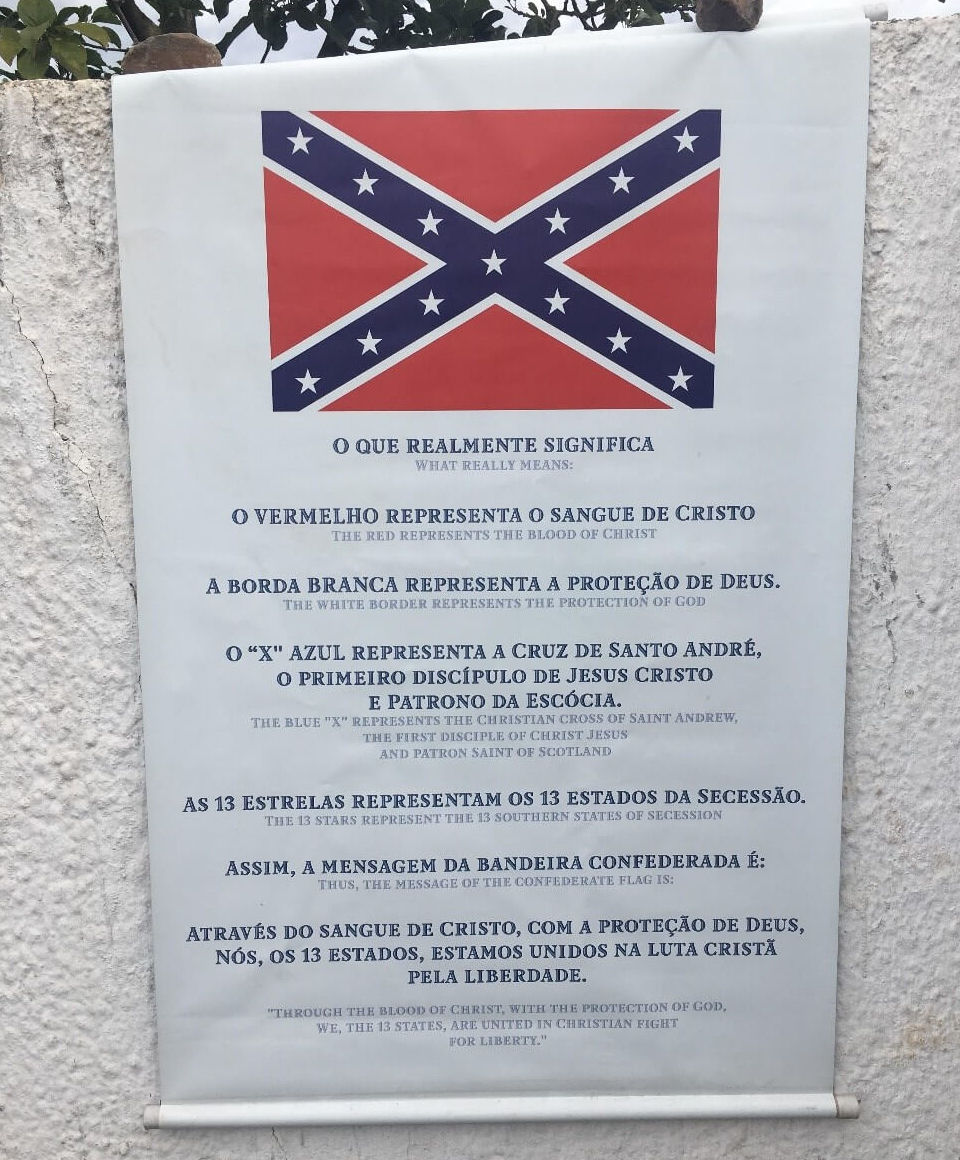 O QUE REALMENTE SIGNIFICA
WHAT REALLY MEANS:
O VERMELHO REPRESENTA O SANGUE DE CRISTO
THE RED REPRESENTS THE BLOOD OF CHRIST
A BORDA BRANCA REPRESENTA A PROTEÇÃO DE DEUS.
THE WHITE BORDER REPRESENTS THE PROTECTION OF GOD
O “X" AZUL REPRESENTA A CRUZ DE SANTO ANDRÉ,
O PRIMEIRO DISCÍPULO DE JESUS CRISTO
E PATRONO DA ESCÓCIA.
THE BLUE "X" REPRESENTS THE CHRISTIAN CROSS OF SAINT ANDREW,
THE FIRST DISCIPLE OF CHRIST JESUS
AND PATRON SAINT OF SCOTLAND
AS 13 ESTRELAS REPRESENTAM OS 13 ESTADOS DA SECESSÃO.
THE 13 STARS REPRESENT THE 13 SOUTHERN STATES OF SECESSION
ASSIM, A MENSAGEM DA BANDEIRA CONFEDERADA É:
THUS, THE MESSAGE OF THE CONFEDERATE FLAG IS:
ATRAVÉS DO SANGUE DE CRISTO, COM A PROTEÇÃO DE DEUS,
NÓS, OS 13 ESTADOS, ESTAMOS UNIDOS NA LUTA CRISTÃ
PELA LIBERDADE.
"THROUGH THE BLOOD OF CHRIST, WITH THE PROTECTION OF GOD,
WE, THE 13 STATES, ARE UNITED IN CHRISTIAN FIGHT
FOR LIBERTY."